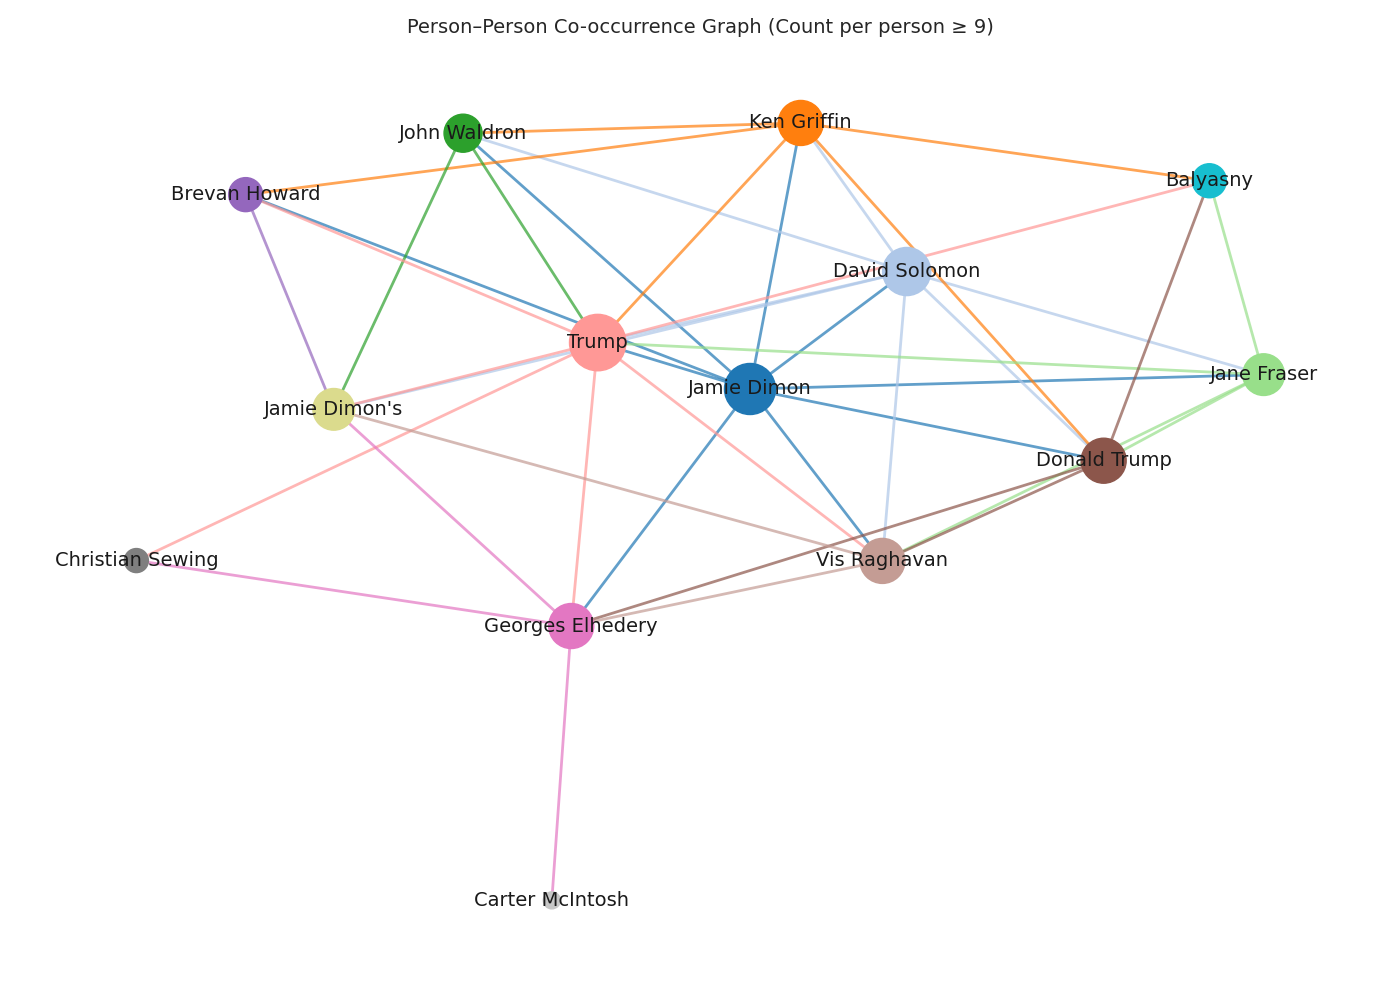 Person–Person Co-occurrence Graph (Count per person ≥ 9)
Ken Griffin
John Waldron
Balyasny
Brevan Howard
David Solomon
Trump
Jane Fraser
Jamie Dimon
Jamie Dimon's
Donald Trump
Christian Sewing
Vis Raghavan
Georges Elhedery
Carter McIntosh